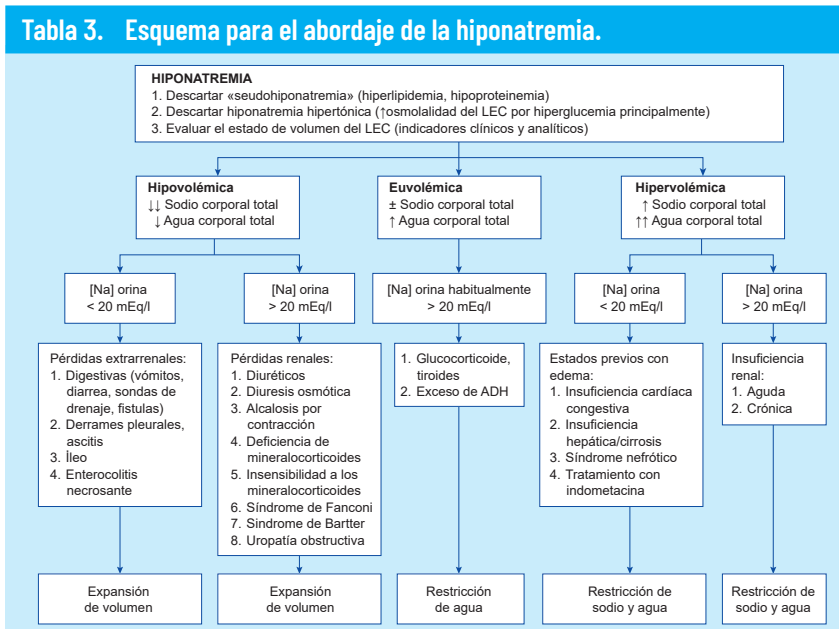 Tabla 3. Esquema para el abordaje de la hiponatremia.
HIPONATREMIA
1. Descartar «seudohiponatremia» (hiperlipidemia, hipoproteinemia)
2. Descartar hiponatremia hipertónica (↑osmolalidad del LEC por hiperglucemia principalmente)
3. Evaluar el estado de volumen del LEC (indicadores clínicos y analíticos)
Hipovolémica
↓↓ Sodio corporal total
↓ Agua corporal total
Euvolémica
± Sodio corporal total
↑ Agua corporal total
Hipervolémica
↑ Sodio corporal total
↑↑ Agua corporal total
[Na] orina
< 20 mEq/l
[Na] orina
> 20 mEq/l
[Na] orina habitualmente
> 20 mEq/l
[Na] orina
< 20 mEq/l
[Na] orina
> 20 mEq/l
Pérdidas extrarrenales:
1. Digestivas (vómitos,
diarrea, sondas de
drenaje, fistulas)
2. Derrames pleurales,
ascitis
3. Íleo
4. Enterocolitis
necrosante
Pérdidas renales:
1. Diuréticos
2. Diuresis osmótica
3. Alcalosis por
contracción
4. Deficiencia de
mineralocorticoides
5. Insensibilidad a los
mineralocorticoides
6. Síndrome de Fanconi
7. Sindrome de Bartter
8. Uropatía obstructiva
1. Glucocorticoide,
tiroides
2. Exceso de ADH
Estados previos con
edema:
1. Insuficiencia cardíaca
congestiva
2. Insuficiencia
hepática/cirrosis
3. Síndrome nefrótico
4. Tratamiento con
indometacina
Insuficiencia
renal:
1. Aguda
2. Crónica
Expansión
de volumen
Expansión
de volumen
Restricción
de agua
Restricción de
sodio y agua
Restricción de
sodio y agua